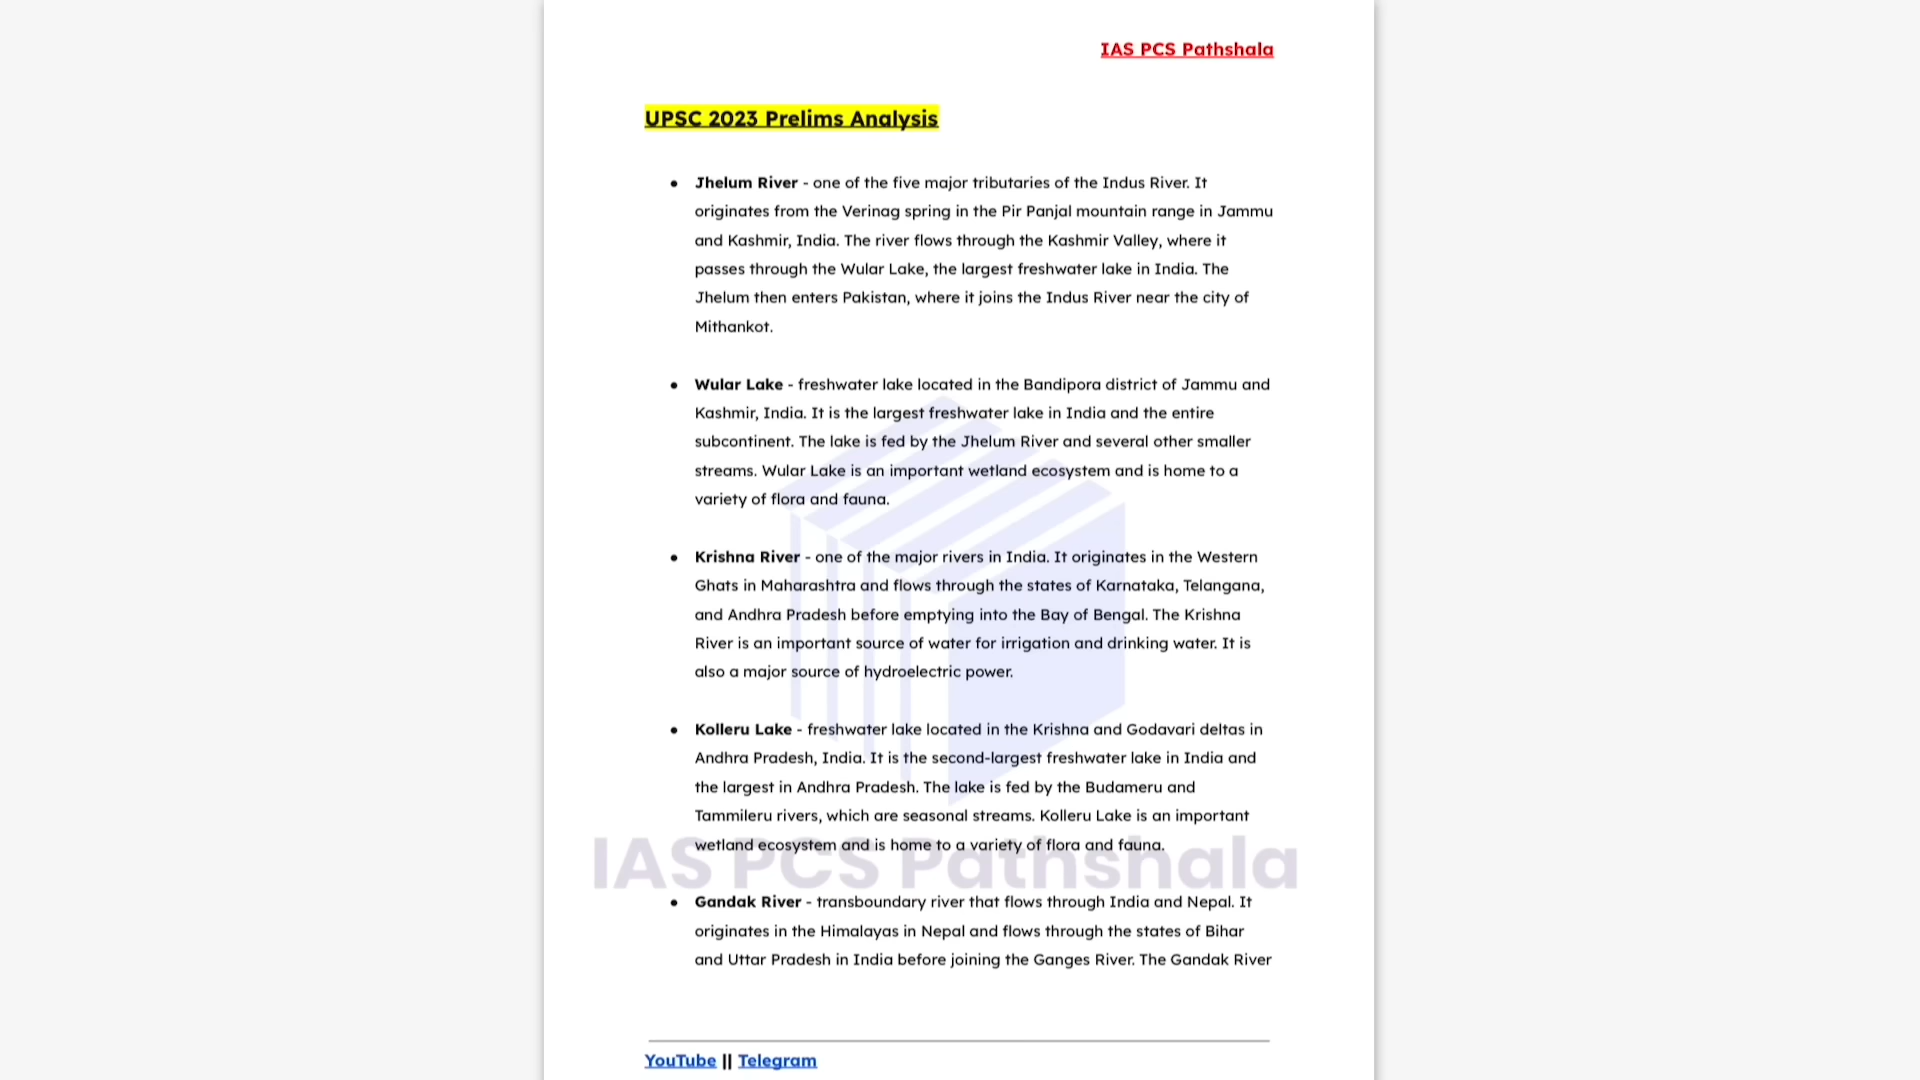 IAS PCS Pathshala
UPSC 2023 Prelims Analysis
● Jhelum River - one of the five major tributaries of the Indus River. It
originates from the Verinag spring in the Pir Panjal mountain range in Jammu
and Kashmir, India. The river flows through the Kashmir Valley, where it
passes through the Wular Lake, the largest freshwater lake in India. The
Jhelum then enters Pakistan, where it joins the Indus River near the city of
Mithankot.
● Wular Lake - freshwater lake located in the Bandipora district of Jammu and
Kashmir, India. It is the largest freshwater lake in India and the entire
subcontinent. The lake is fed by the Jhelum River and several other smaller
streams. Wular Lake is an important wetland ecosystem and is home to a
variety of flora and fauna.
● Krishna River - one of the major rivers in India. It originates in the Western
Ghats in Maharashtra and flows through the states of Karnataka, Telangana,
and Andhra Pradesh before emptying into the Bay of Bengal. The Krishna
River is an important source of water for irrigation and drinking water. It is
also a major source of hydroelectric power.
● Kolleru Lake - freshwater lake located in the Krishna and Godavari deltas in
Andhra Pradesh, India. It is the second-largest freshwater lake in India and
the largest in Andhra Pradesh. The lake is fed by the Budameru and
Tammileru rivers, which are seasonal streams. Kolleru Lake is an important
wetland ecosystem and is home to a variety of flora and fauna.
IAS PCS Pathshala
● Gandak River - transboundary river that flows through India and Nepal. It
originates in the Himalayas in Nepal and flows through the states of Bihar
and Uttar Pradesh in India before joining the Ganges River. The Gandak River
YouTube || Telegram